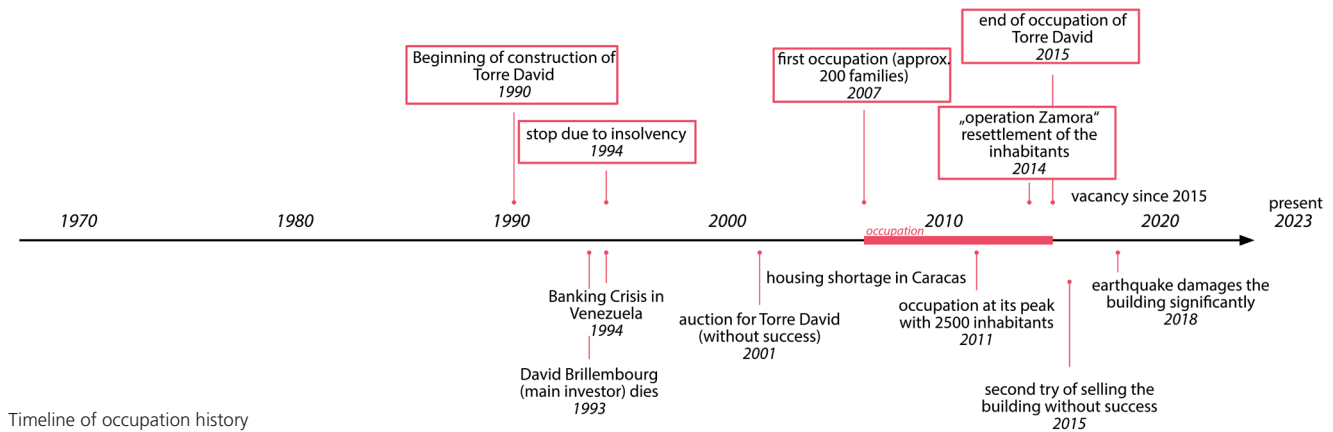 Beginning of construction of
Torre David
1990
stop due to insolvency
1994
first occupation (approx.
200 families)
2007
end of occupation of
Torre David
2015
„operation Zamora“
resettlement of the
inhabitants
2014
vacancy since 2015
1970
1980
1990
2000
2010
2020
present
2023
occupation
Banking Crisis in
Venezuela
1994
David Brillembourg
(main investor) dies
1993
auction for Torre David
(without success)
2001
housing shortage in Caracas
occupation at its peak
with 2500 inhabitants
2011
earthquake damages the
building significantly
2018
second try of selling the
building without success
2015
Timeline of occupation history